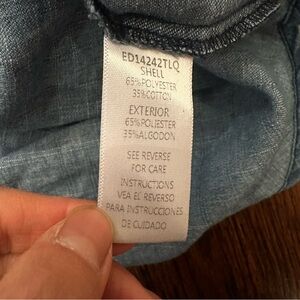 ED14242TLQ
SHELL
65%POLYESTER
35%COTTON
EXTERIOR
65%POLIESTER
35%ALGODON
SEE REVERSE
FOR CARE
INSTRUCTIONS
VEA EL REVERSO
PARA INSTRUCCIONES
DE CUIDADO